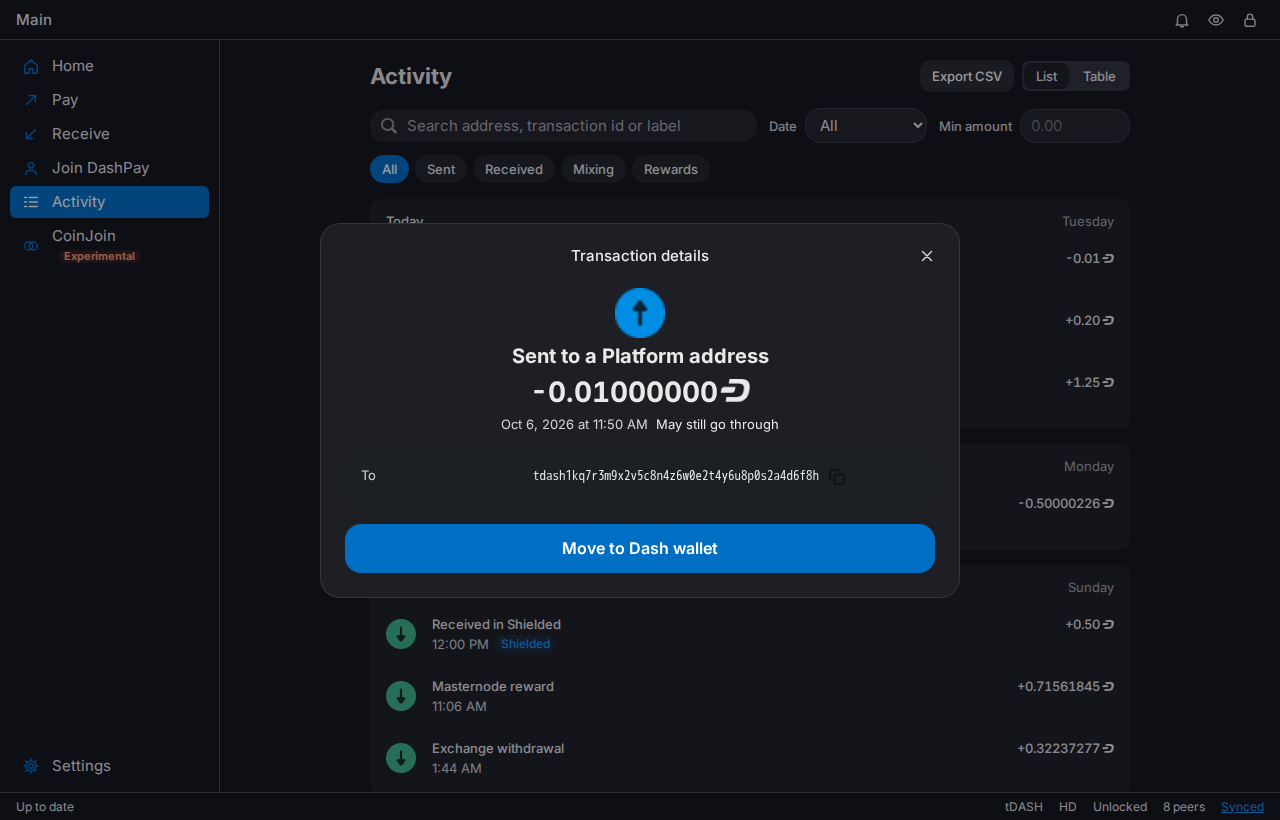 Main
Home
Pay
Receive
Join DashPay
Activity
CoinJoin
Experimental
Settings
Activity
Export CSV
List
Table
Search address, transaction id or label
Date
All
Min amount
0.00
All
Sent
Received
Mixing
Rewards
Today
Tuesday
-0.01
+0.20
+1.25
Monday
-0.50000226
Sunday
Transaction details
Sent to a Platform address
-0.01000000
Oct 6, 2026 at 11:50 AM May still go through
To
tdash1kq7r3m9x2v5c8n4z6w0e2t4y6u8p0s2a4d6f8h
Move to Dash wallet
Received in Shielded
+0.50
12:00 PM Shielded
Masternode reward
+0.71561845
11:06 AM
Exchange withdrawal
+0.32237277
1:44 AM
Up to date
tDASH
HD
Unlocked
8 peers
Synced